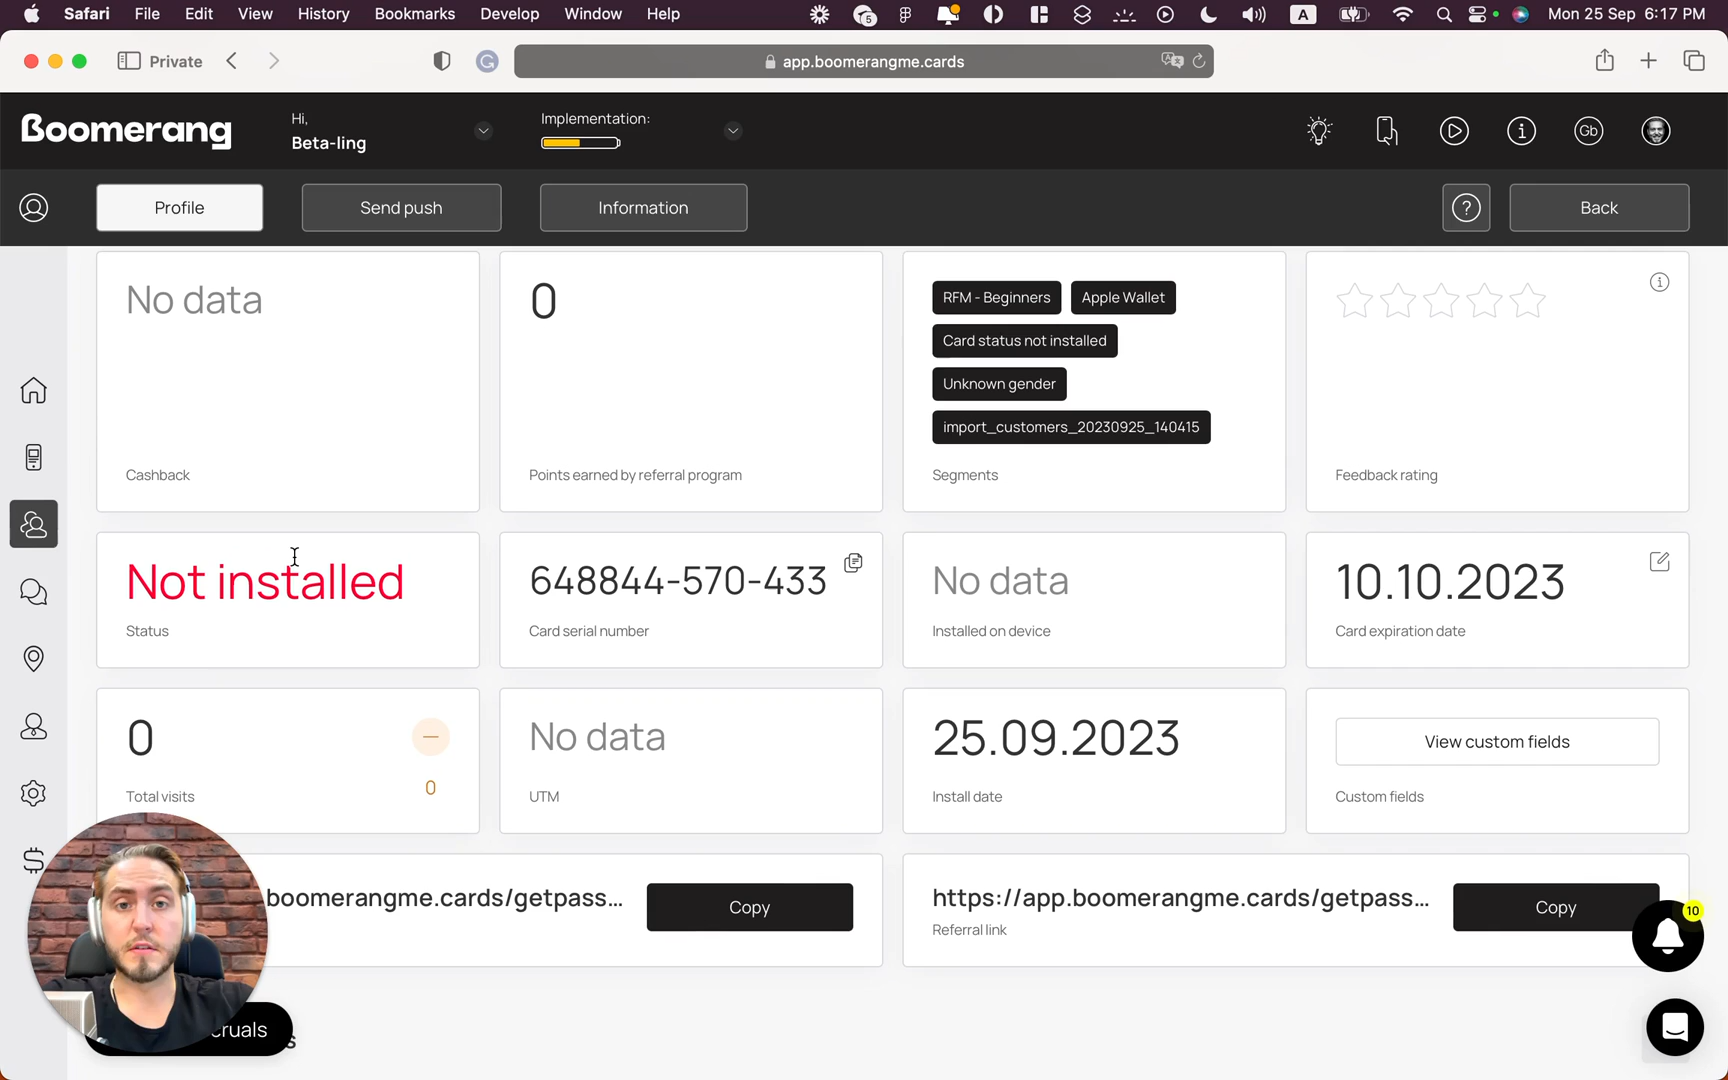 Safari File Edit View History Bookmarks Develop Window Help 5 A Mon 25 Sep 6:17 PM
Private G app.boomerangme.cards
Boomerang Hi, Beta-ling Implementation: Gb
Profile Send push Information ? Back
No data
Cashback
0
Points earned by referral program
RFM - Beginners Apple Wallet
Card status not installed
Unknown gender
import_customers_20230925_140415
Segments
Feedback rating
Not installed
Status
648844-570-433
Card serial number
No data
Installed on device
10.10.2023
Card expiration date
0
0
Total visits
No data
UTM
25.09.2023
Install date
View custom fields
Custom fields
boomerangme.cards/getpass... Copy
https://app.boomerangme.cards/getpass... Copy
Referral link
10